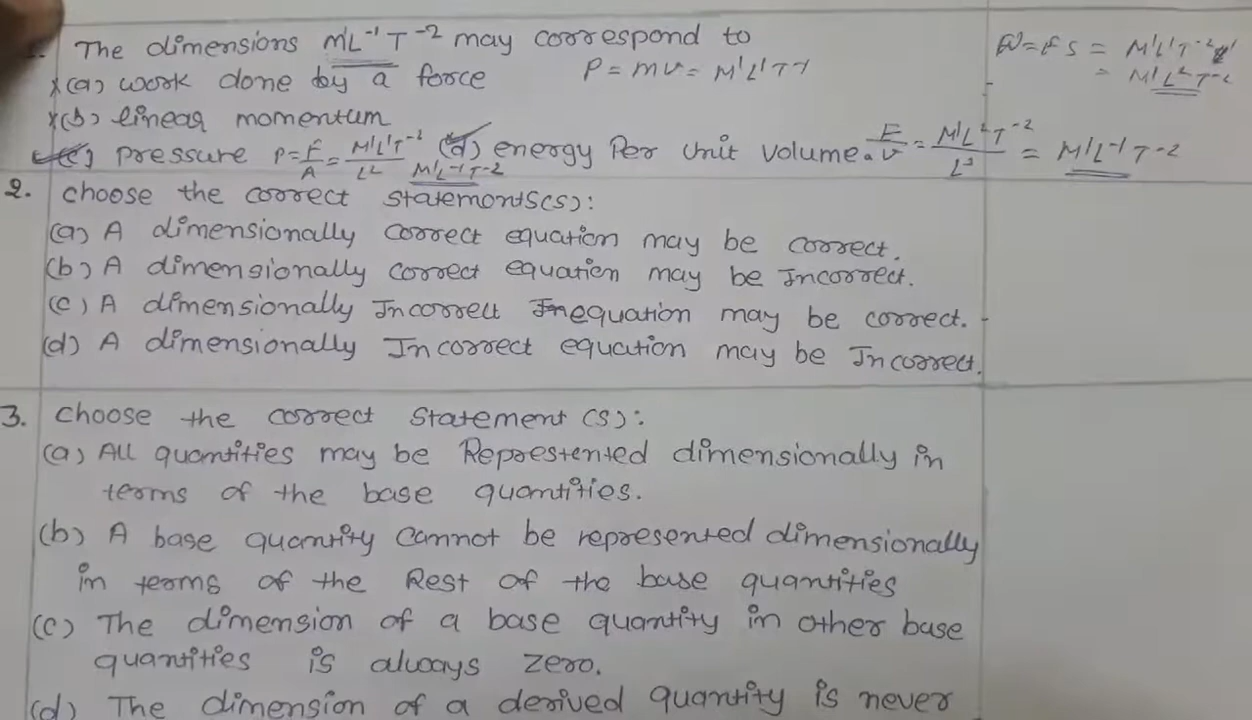 The dimensions M¹L⁻¹T⁻² may correspond to
W=FS = M¹L¹T⁻²L¹
= M¹L²T⁻²
x(a) work done by a force P = mv = M¹L¹T⁻¹
x(b) linear momentum
(c) pressure P=F/A = M¹L¹T⁻²/L² M¹L⁻¹T⁻² (d) energy Per Unit volume. E/V = M¹L²T⁻²/L³ = M¹L⁻¹T⁻²
2. choose the correct statemonts(s):
(a) A dimensionally correct equation may be correct.
(b) A dimensionally correct equation may be Incorrect.
(c) A dimensionally Incorrect equation may be correct.
(d) A dimensionally Incorrect equation may be Incorrect.
3. choose the correct statement (s):
(a) All quantities may be Represtented dimensionally in
terms of the base quantities.
(b) A base quantity cannot be represented dimensionally
in terms of the Rest of the base quantities
(c) The dimension of a base quantity in other base
quantities is always zero.
(d) The dimension of a derived quantity is never